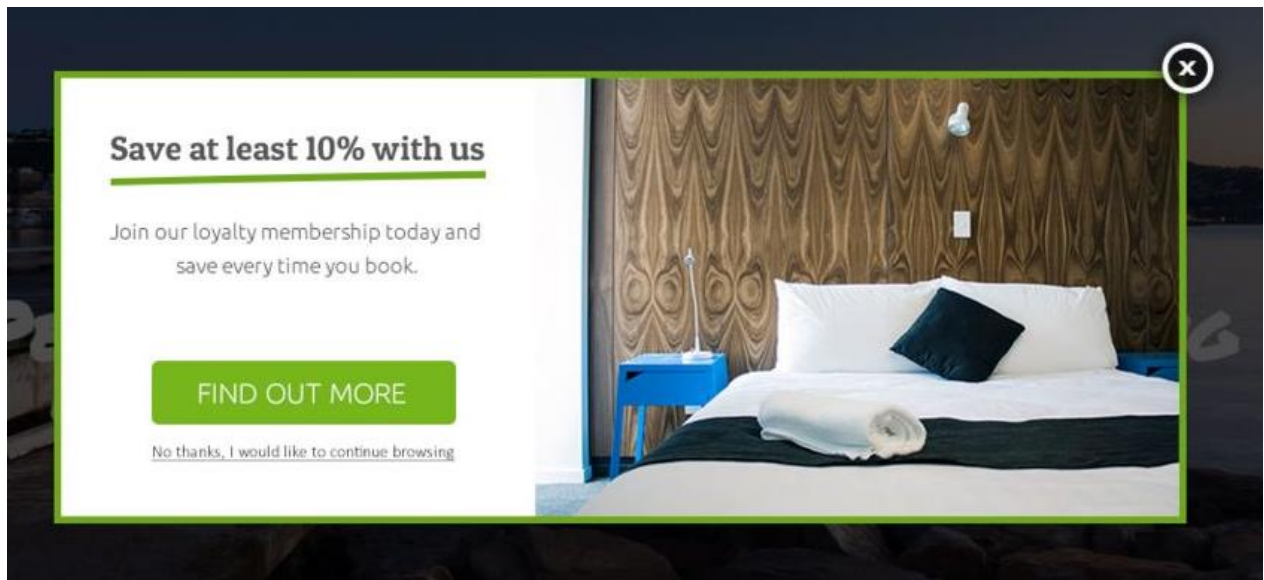 Save at least 10% with us
Join our loyalty membership today and
save every time you book.
FIND OUT MORE
No thanks, I would like to continue browsing